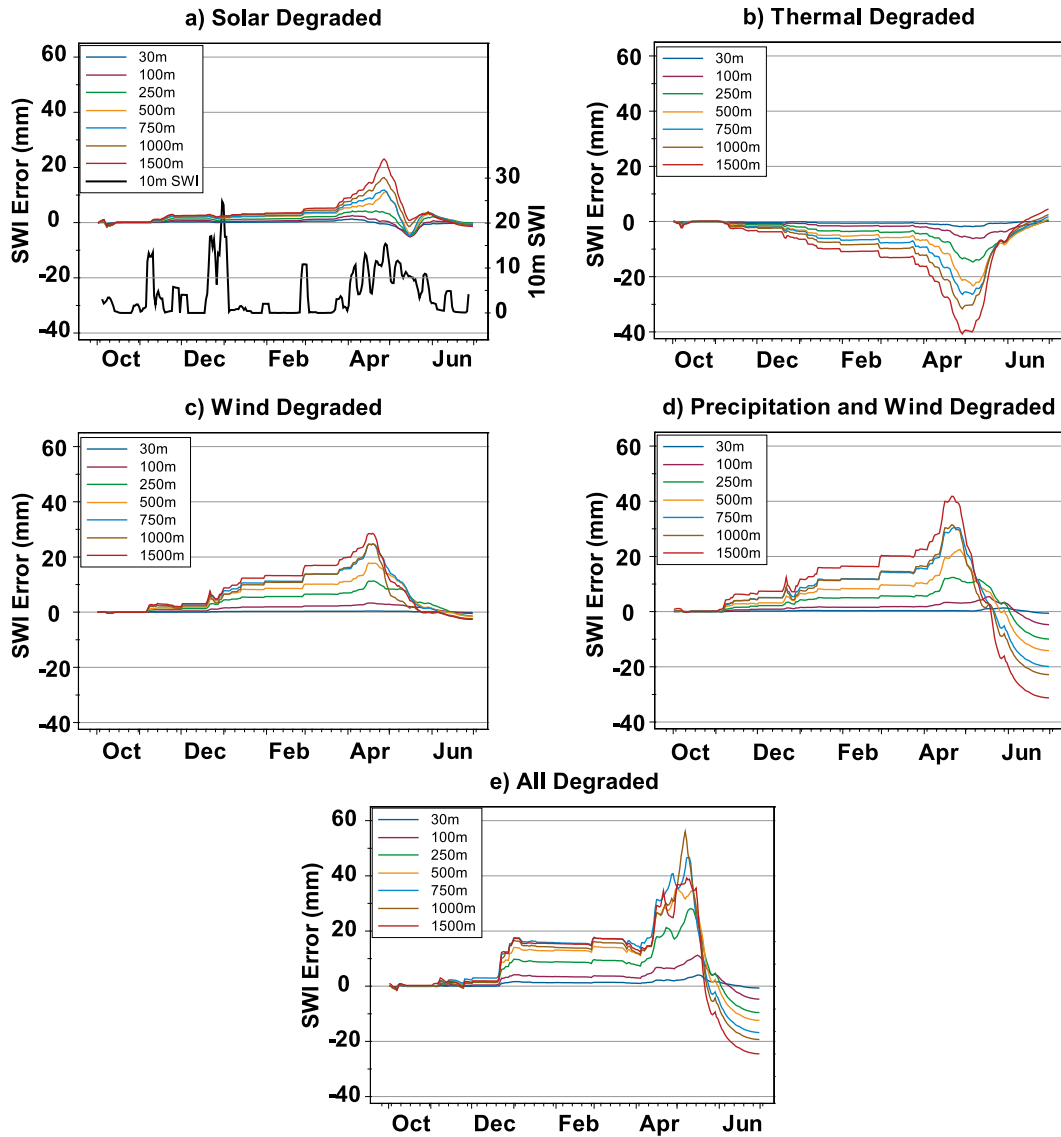 a) Solar Degraded
60
40
20
0
-20
-40
SWI Error (mm)
30m
100m
250m
500m
750m
1000m
1500m
10m SWI
30
20
10
0
10m SWI
Oct Dec Feb Apr Jun
b) Thermal Degraded
60
40
20
0
-20
-40
SWI Error (mm)
30m
100m
250m
500m
750m
1000m
1500m
Oct Dec Feb Apr Jun
c) Wind Degraded
60
40
20
0
-20
-40
SWI Error (mm)
30m
100m
250m
500m
750m
1000m
1500m
Oct Dec Feb Apr Jun
d) Precipitation and Wind Degraded
60
40
20
0
-20
-40
SWI Error (mm)
30m
100m
250m
500m
750m
1000m
1500m
Oct Dec Feb Apr Jun
e) All Degraded
60
40
20
0
-20
-40
SWI Error (mm)
30m
100m
250m
500m
750m
1000m
1500m
Oct Dec Feb Apr Jun